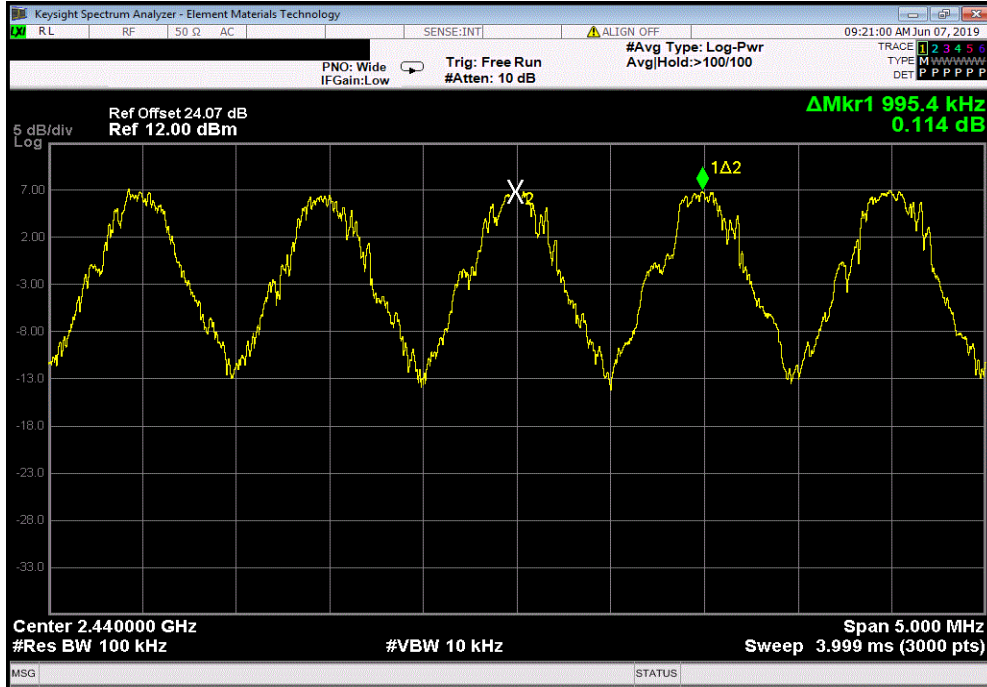 Keysight Spectrum Analyzer - Element Materials Technology
LXI RL RF 50 Ω AC SENSE:INT ALIGN OFF 09:21:00 AM Jun 07, 2019
#Avg Type: Log-Pwr TRACE 1 2 3 4 5 6
PNO: Wide Trig: Free Run Avg|Hold:>100/100 TYPE M WWWWW
IFGain:Low #Atten: 10 dB DET P P P P P P
ΔMkr1 995.4 kHz
Ref Offset 24.07 dB
5 dB/div Ref 12.00 dBm 0.114 dB
Log
1Δ2
7.00
2
2.00
-3.00
-8.00
-13.0
-18.0
-23.0
-28.0
-33.0
Center 2.440000 GHz Span 5.000 MHz
#Res BW 100 kHz #VBW 10 kHz Sweep 3.999 ms (3000 pts)
MSG STATUS